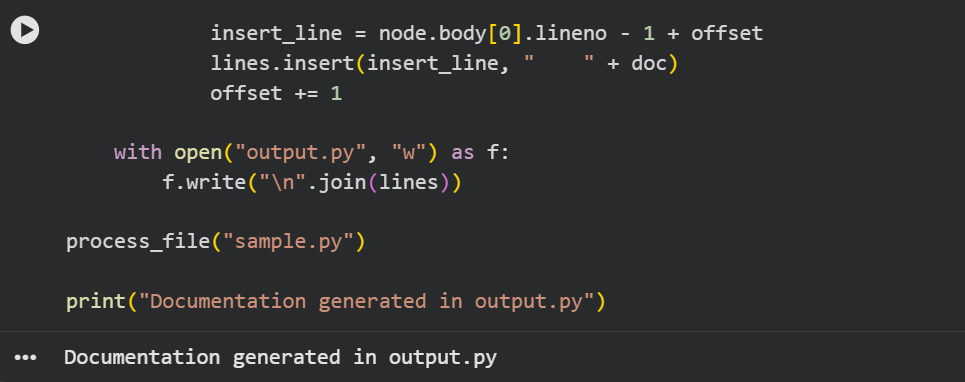 insert_line = node.body[0].lineno - 1 + offset
lines.insert(insert_line, "    " + doc)
offset += 1
with open("output.py", "w") as f:
f.write("\n".join(lines))
process_file("sample.py")
print("Documentation generated in output.py")
Documentation generated in output.py